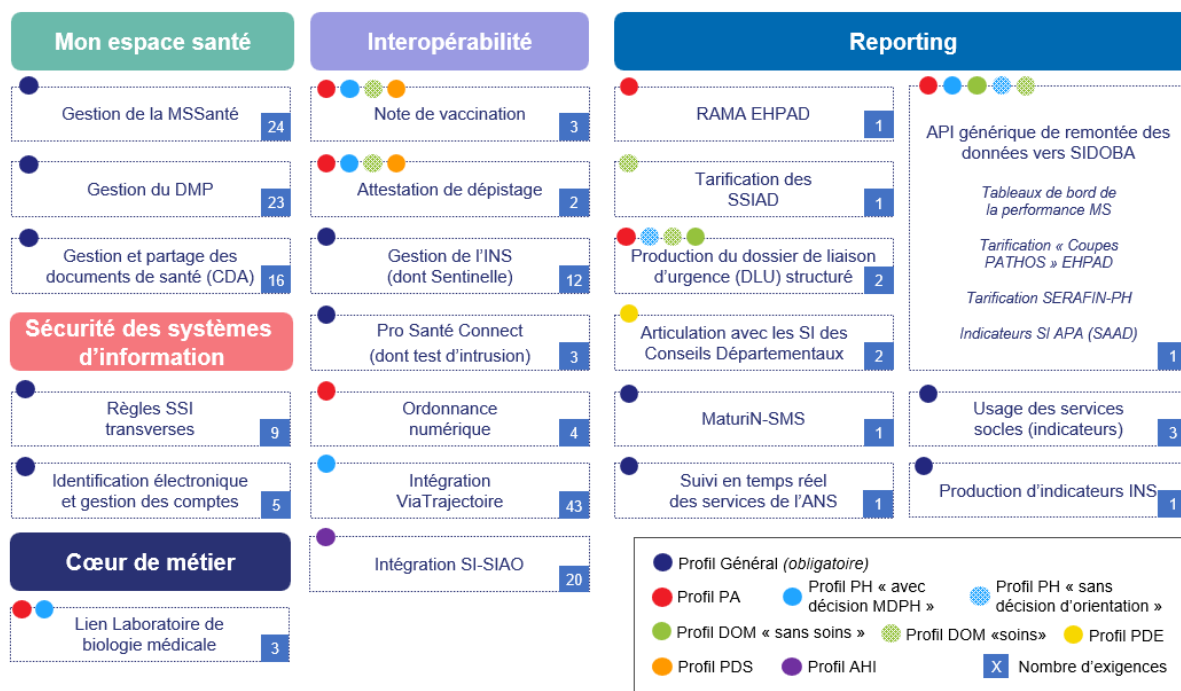 Mon espace santé
Gestion de la MSSanté
24
Gestion du DMP
23
Gestion et partage des
documents de santé (CDA)
16
Sécurité des systèmes
d'information
Règles SSI
transverses
9
Identification électronique
et gestion des comptes
5
Cœur de métier
Lien Laboratoire de
biologie médicale
3
Interopérabilité
Note de vaccination
3
Attestation de dépistage
2
Gestion de l'INS
(dont Sentinelle)
12
Pro Santé Connect
(dont test d'intrusion)
3
Ordonnance
numérique
4
Intégration
ViaTrajectoire
43
Intégration SI-SIAO
20
Reporting
RAMA EHPAD
1
Tarification des
SSIAD
1
Production du dossier de liaison
d'urgence (DLU) structuré
2
Articulation avec les SI des
Conseils Départementaux
2
MaturiN-SMS
1
Suivi en temps réel
des services de l'ANS
1
API générique de remontée des
données vers SIDOBA
Tableaux de bord de
la performance MS
Tarification « Coupes
PATHOS » EHPAD
Tarification SERAFIN-PH
Indicateurs SI APA (SAAD)
1
Usage des services
socles (indicateurs)
3
Production d'indicateurs INS
1
Profil Général (obligatoire)
Profil PA
Profil PH « avec
décision MDPH »
Profil PH « sans
décision d'orientation »
Profil DOM « sans soins »
Profil DOM «soins»
Profil PDE
Profil PDS
Profil AHI
X
Nombre d'exigences